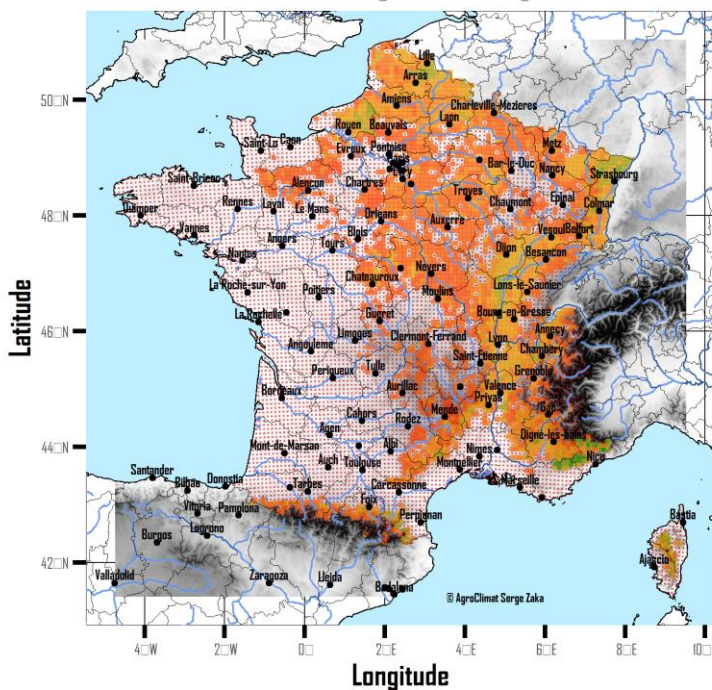 Lille
Arras
50°N
Amiens
Charleville-Mezieres
Rouen
Beauvais
Laon
Saint-Lo
Caen
Evreux
Pontoise
Metz
Bar-le-Duc
Nancy
Strasbourg
Saint-Brieuc
Alencon
Chartres
Troyes
Epinal
Quimper
Rennes
Laval
Le Mans
Chaumont
Colmar
48°N
Orleans
Auxerre
Vannes
Angers
Blois
Vesoul
Belfort
Nantes
Tours
Dijon
Besancon
Latitude
La Roche-sur-Yon
Poitiers
Chateauroux
Nevers
Moulins
Lons-le-Saunier
La Rochelle
Gueret
Bourg-en-Bresse
46°N
Angouleme
Limoges
Clermont-Ferrand
Lyon
Annecy
Chambery
Perigueux
Tulle
Saint-Etienne
Grenoble
Bordeaux
Aurillac
Valence
Privas
Cahors
Mende
Gap
Agen
Rodez
Digne-les-bains
44°N
Mont-de-Marsan
Albi
Nimes
Nice
Auch
Toulouse
Montpellier
Marseille
Santander
Bilbao
Donostia
Tarbes
Carcassonne
Foix
Vitoria
Pamplona
Perpignan
Bastia
Burgos
Logrono
42°N
Ajaccio
Valladolid
Zaragoza
Lleida
Badalona
© AgroClimat Serge Zaka
4□W 2□W 0□ 2□E 4□E 6□E 8□E 10□
Longitude